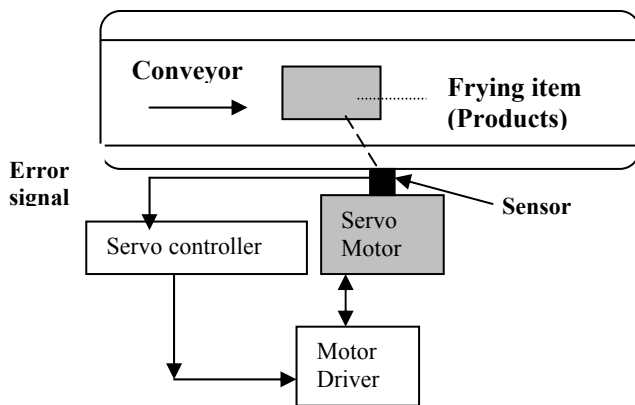 Conveyor
Frying item
(Products)
Error
signal
Sensor
Servo controller
Servo
Motor
Motor
Driver